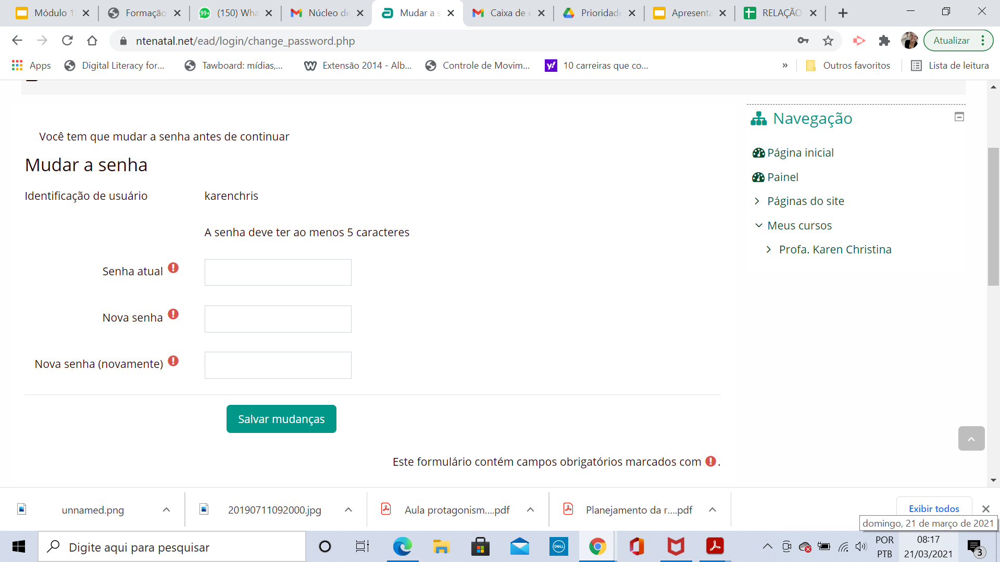 Módulo 1:
Formação
(150) Wha
Núcleo de
Mudar a s
Caixa de e
Prioridade
Apresenta
RELAÇÃO
ntenatal.net/ead/login/change_password.php
Atualizar
Apps
Digital Literacy for...
Tawboard: mídias,...
Extensão 2014 - Alb...
Controle de Movim...
10 carreiras que co...
»
Outros favoritos
Lista de leitura
Você tem que mudar a senha antes de continuar
Mudar a senha
Identificação de usuário
karenchris
A senha deve ter ao menos 5 caracteres
Senha atual
Nova senha
Nova senha (novamente)
Salvar mudanças
Este formulário contém campos obrigatórios marcados com .
Navegação
Página inicial
Painel
Páginas do site
Meus cursos
Profa. Karen Christina
unnamed.png
20190711092000.jpg
Aula protagonism....pdf
Planejamento da r....pdf
Exibir todos
domingo, 21 de março de 2021
Digite aqui para pesquisar
DELL
POR
PTB
08:17
21/03/2021
3